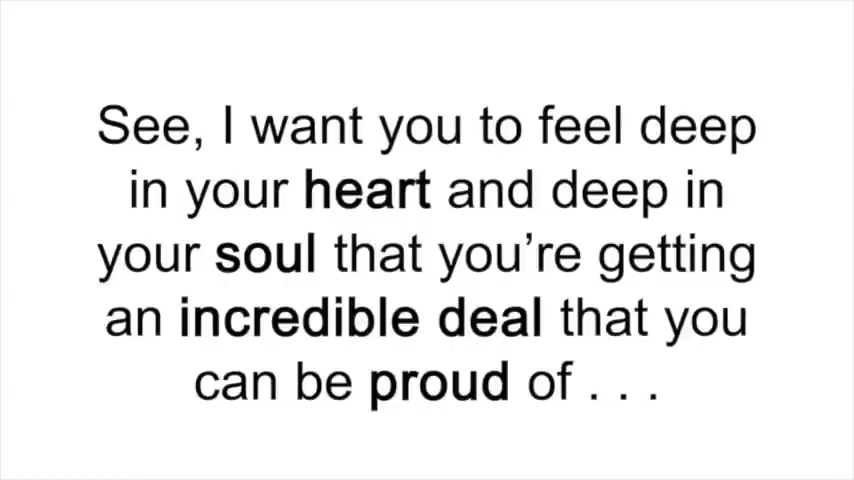 See, I want you to feel deep
in your heart and deep in
your soul that you’re getting
an incredible deal that you
can be proud of . . .